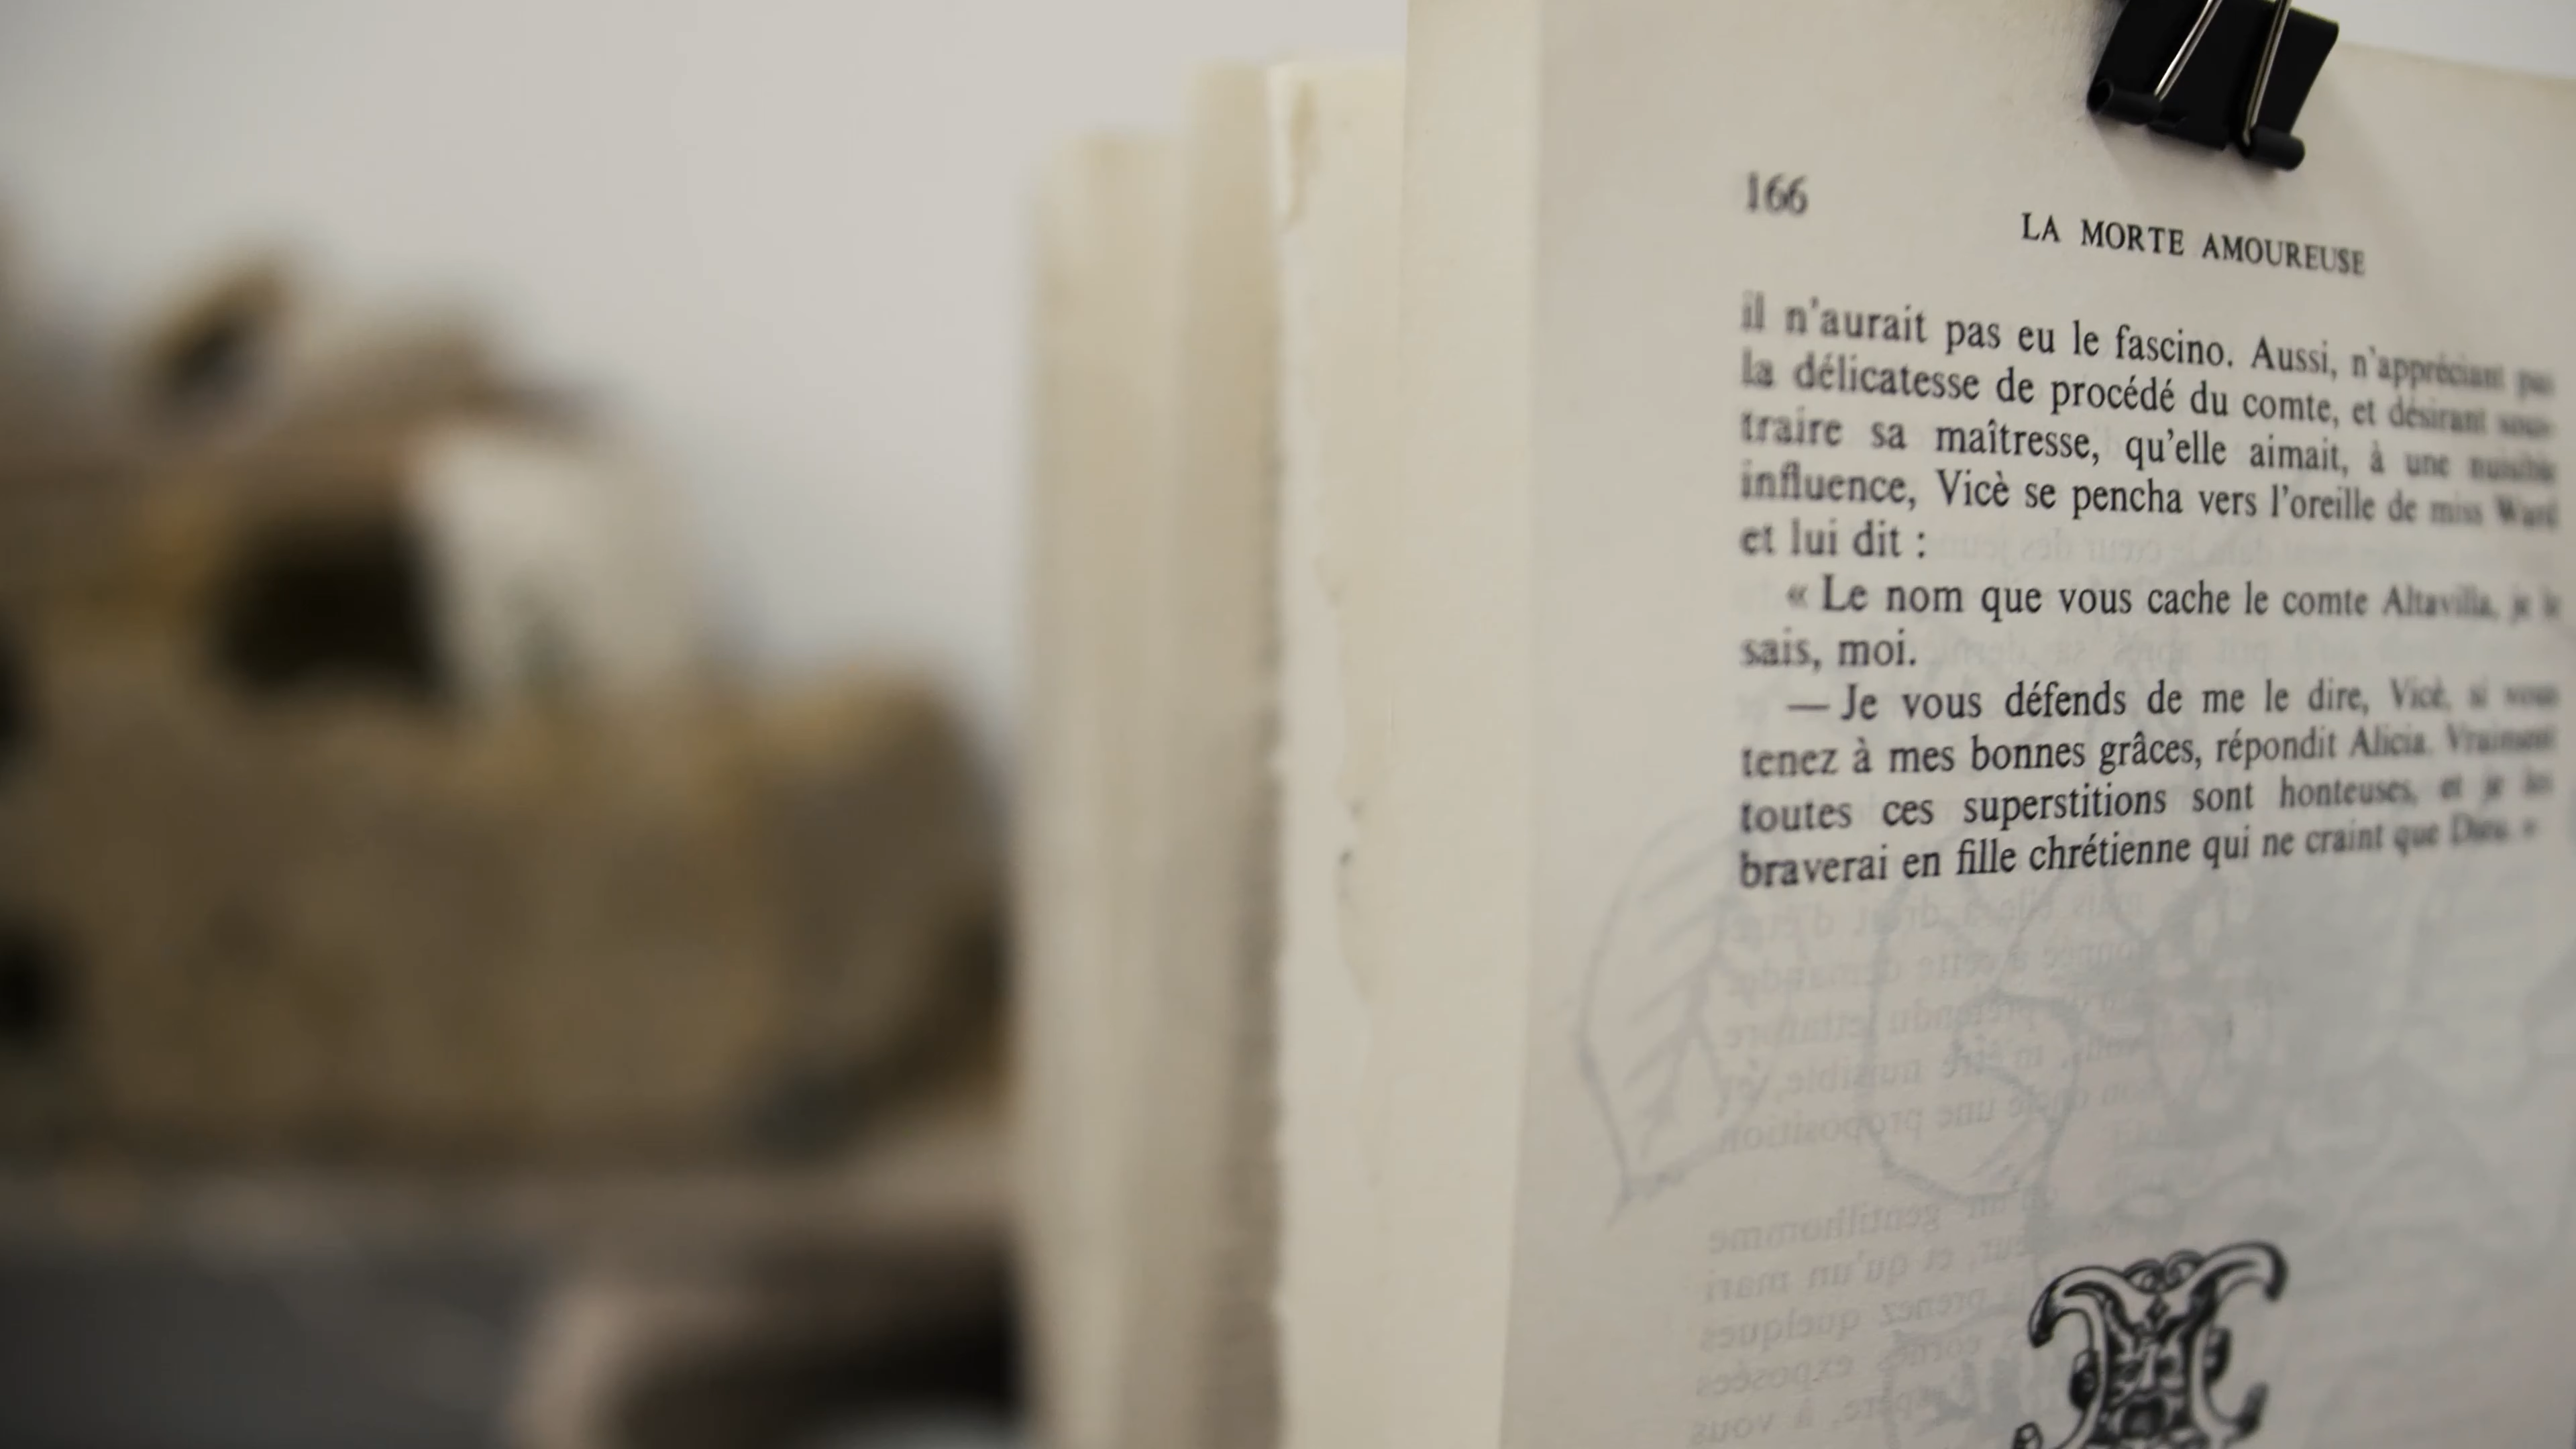 166
LA MORTE AMOUREUSE
il n'aurait pas eu le fascino. Aussi, n'appréciant pas
la délicatesse de procédé du comte, et désirant sous-
traire sa maîtresse, qu'elle aimait, à une nuisible
influence, Vicè se pencha vers l'oreille de miss Ward
et lui dit :
« Le nom que vous cache le comte Altavilla, je le
sais, moi.
— Je vous défends de me le dire, Vicè, si vous
tenez à mes bonnes grâces, répondit Alicia. Vraiment
toutes ces superstitions sont honteuses, et je les
braverai en fille chrétienne qui ne craint que Dieu. »